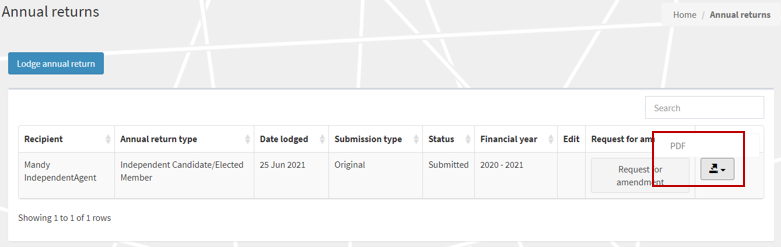 Annual returns
Home / Annual returns
Lodge annual return
Search
Recipient Annual return type Date lodged Submission type Status Financial year Edit Request for am
PDF
Mandy IndependentAgent Independent Candidate/Elected Member 25 Jun 2021 Original Submitted 2020 - 2021 Request for amendment
Showing 1 to 1 of 1 rows